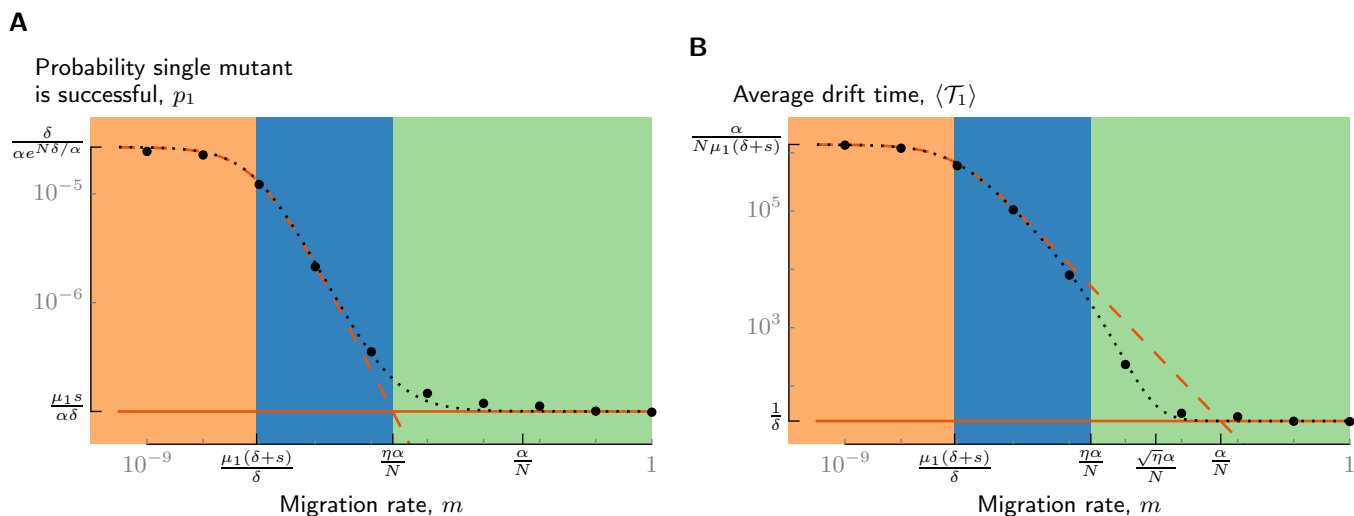 A
Probability single mutant
is successful, p₁
δ
αe^{Nδ/α}
10⁻⁵
10⁻⁶
μ₁s
αδ
10⁻⁹
μ₁(δ+s)
δ
ηα
N
α
N
1
Migration rate, m
B
Average drift time, ⟨𝒯₁⟩
α
Nμ₁(δ+s)
10⁵
10³
1
δ
10⁻⁹
μ₁(δ+s)
δ
ηα
N
√ηα
N
α
N
1
Migration rate, m